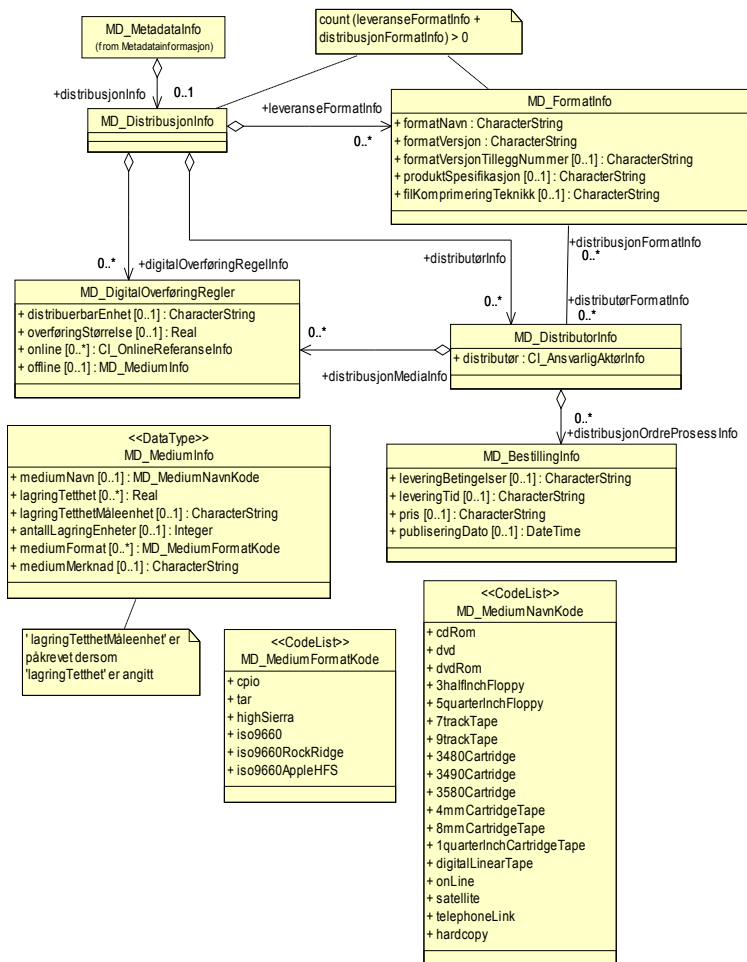 MD_MetadataInfo
(from Metadatainformasjon)
count (leveranseFormatInfo +
distribusjonFormatInfo) > 0
+distribusjonInfo
0..1
MD_DistribusjonInfo
+leveranseFormatInfo
0..*
MD_FormatInfo
+ formatNavn : CharacterString
+ formatVersjon : CharacterString
+ formatVersjonTilleggNummer [0..1] : CharacterString
+ produktSpesifikasjon [0..1] : CharacterString
+ filKomprimeringTeknikk [0..1] : CharacterString
0..*
+digitalOverføringRegelInfo
+distributørInfo
0..*
+distribusjonFormatInfo
0..*
+distributørFormatInfo
0..*
MD_DigitalOverføringRegler
+ distribuerbarEnhet [0..1] : CharacterString
+ overføringStørrelse [0..1] : Real
+ online [0..*] : CI_OnlineReferanseInfo
+ offline [0..1] : MD_MediumInfo
0..*
+distribusjonMediaInfo
MD_DistributorInfo
+ distributør : CI_AnsvarligAktørInfo
0..*
+distribusjonOrdreProsessInfo
<<DataType>>
MD_MediumInfo
+ mediumNavn [0..1] : MD_MediumNavnKode
+ lagringTetthet [0..*] : Real
+ lagringTetthetMåleenhet [0..1] : CharacterString
+ antallLagringEnheter [0..1] : Integer
+ mediumFormat [0..*] : MD_MediumFormatKode
+ mediumMerknad [0..1] : CharacterString
MD_BestillingInfo
+ leveringBetingelser [0..1] : CharacterString
+ leveringTid [0..1] : CharacterString
+ pris [0..1] : CharacterString
+ publiseringDato [0..1] : DateTime
' lagringTetthetMåleenhet' er
påkrevet dersom
'lagringTetthet' er angitt
<<CodeList>>
MD_MediumFormatKode
+ cpio
+ tar
+ highSierra
+ iso9660
+ iso9660RockRidge
+ iso9660AppleHFS
<<CodeList>>
MD_MediumNavnKode
+ cdRom
+ dvd
+ dvdRom
+ 3halfInchFloppy
+ 5quarterInchFloppy
+ 7trackTape
+ 9trackTape
+ 3480Cartridge
+ 3490Cartridge
+ 3580Cartridge
+ 4mmCartridgeTape
+ 8mmCartridgeTape
+ 1quarterInchCartridgeTape
+ digitalLinearTape
+ onLine
+ satellite
+ telephoneLink
+ hardcopy